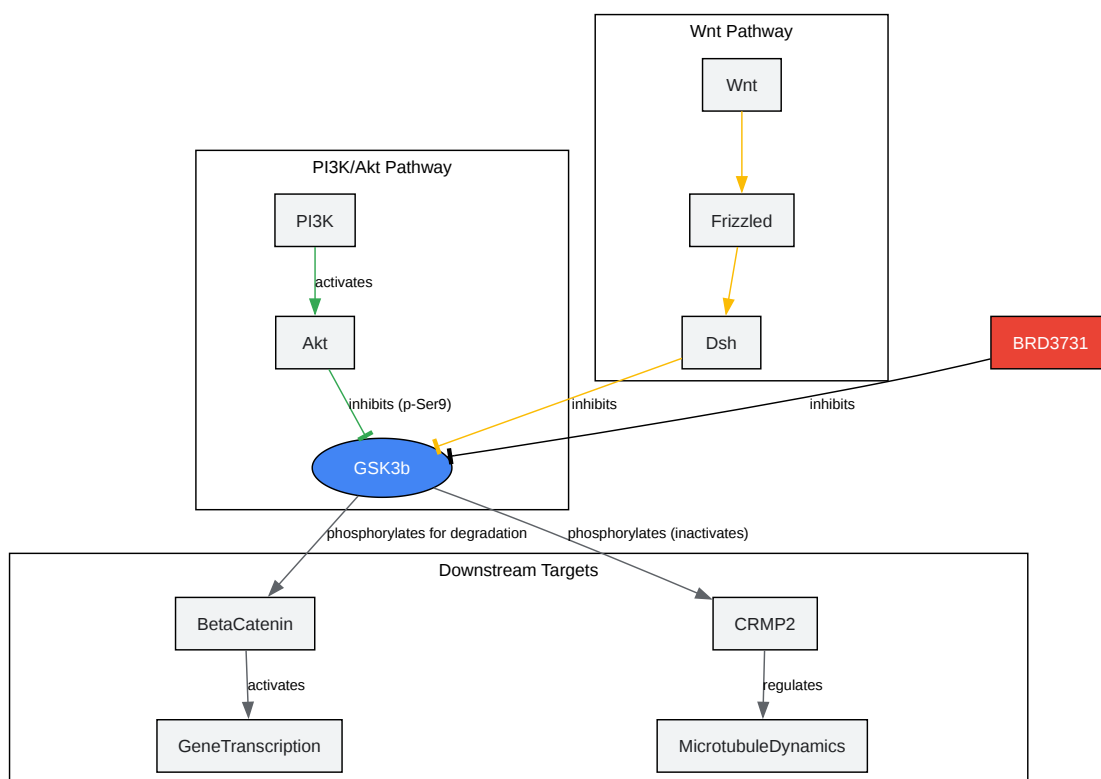 Wnt Pathway
Wnt
PI3K/Akt Pathway
PI3K
Frizzled
activates
Akt
Dsh
BRD3731
inhibits (p-Ser9)
inhibits
inhibits
GSK3b
phosphorylates for degradation
phosphorylates (inactivates)
Downstream Targets
BetaCatenin
CRMP2
activates
regulates
GeneTranscription
MicrotubuleDynamics